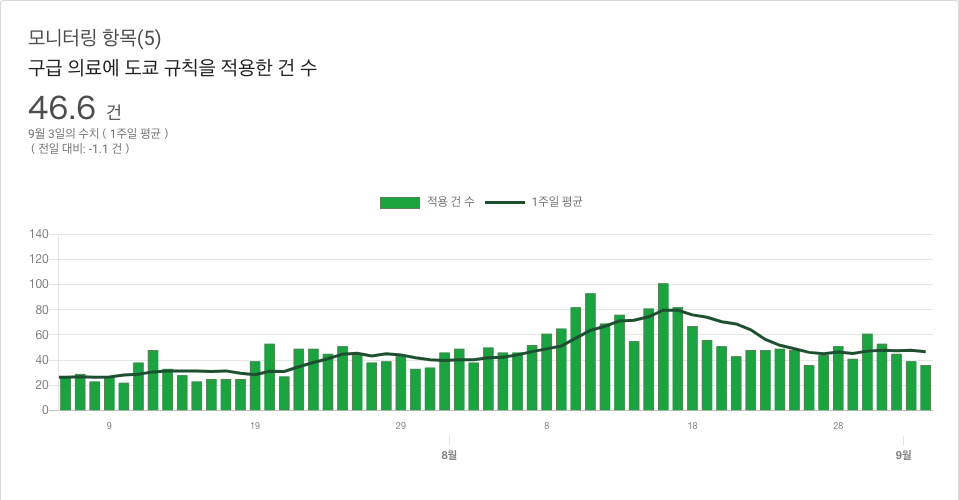 모니터링 항목(5)
구급 의료에 도쿄 규칙을 적용한 건 수
46.6 건
9월 3일의 수치 ( 1주일 평균 )
( 전일 대비: -1.1 건 )
적용 건 수 1주일 평균
140
120
100
80
60
40
20
0
9 19 29 8 18 28
8월 9월